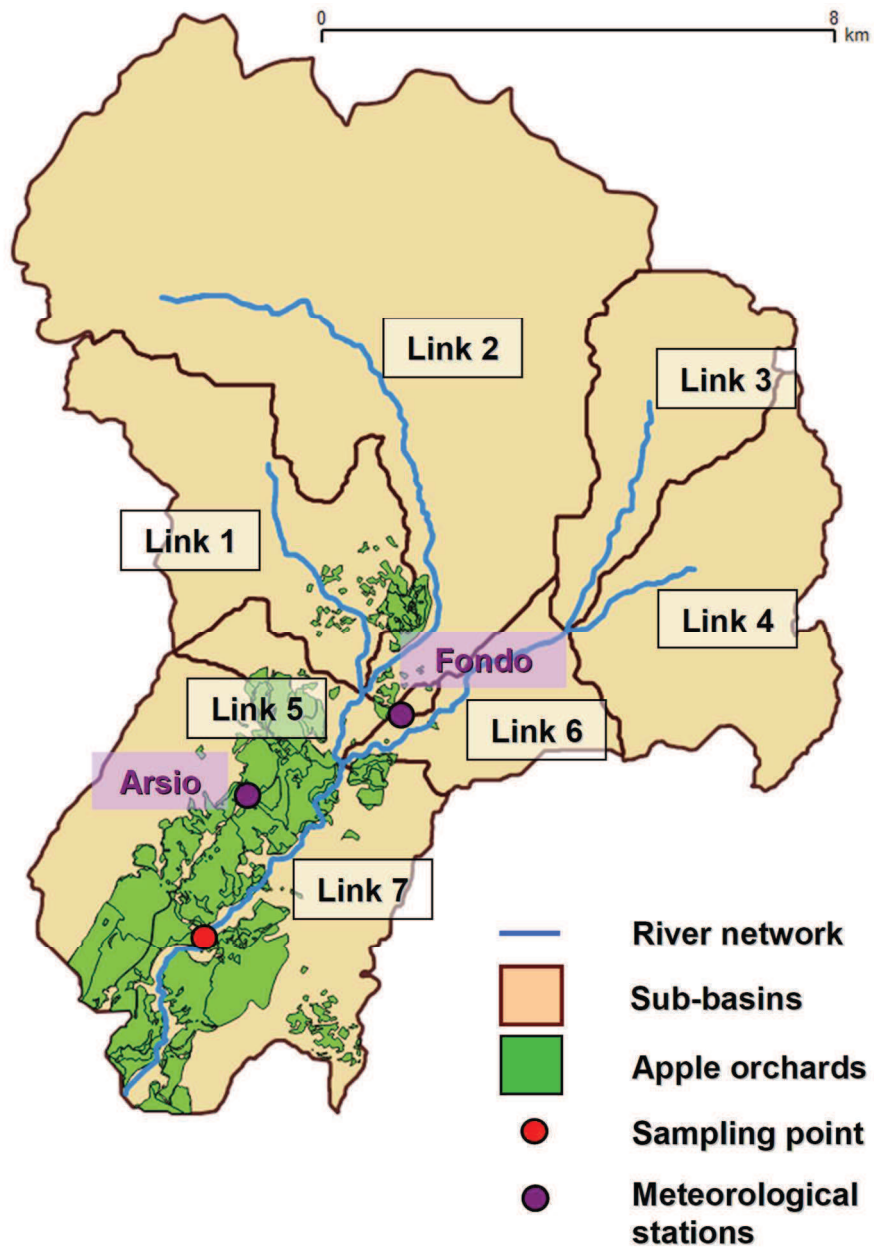 0
8
km
Link 2
Link 3
Link 1
Link 4
Fondo
Link 5
Link 6
Arsio
Link 7
River network
Sub-basins
Apple orchards
Sampling point
Meteorological
stations